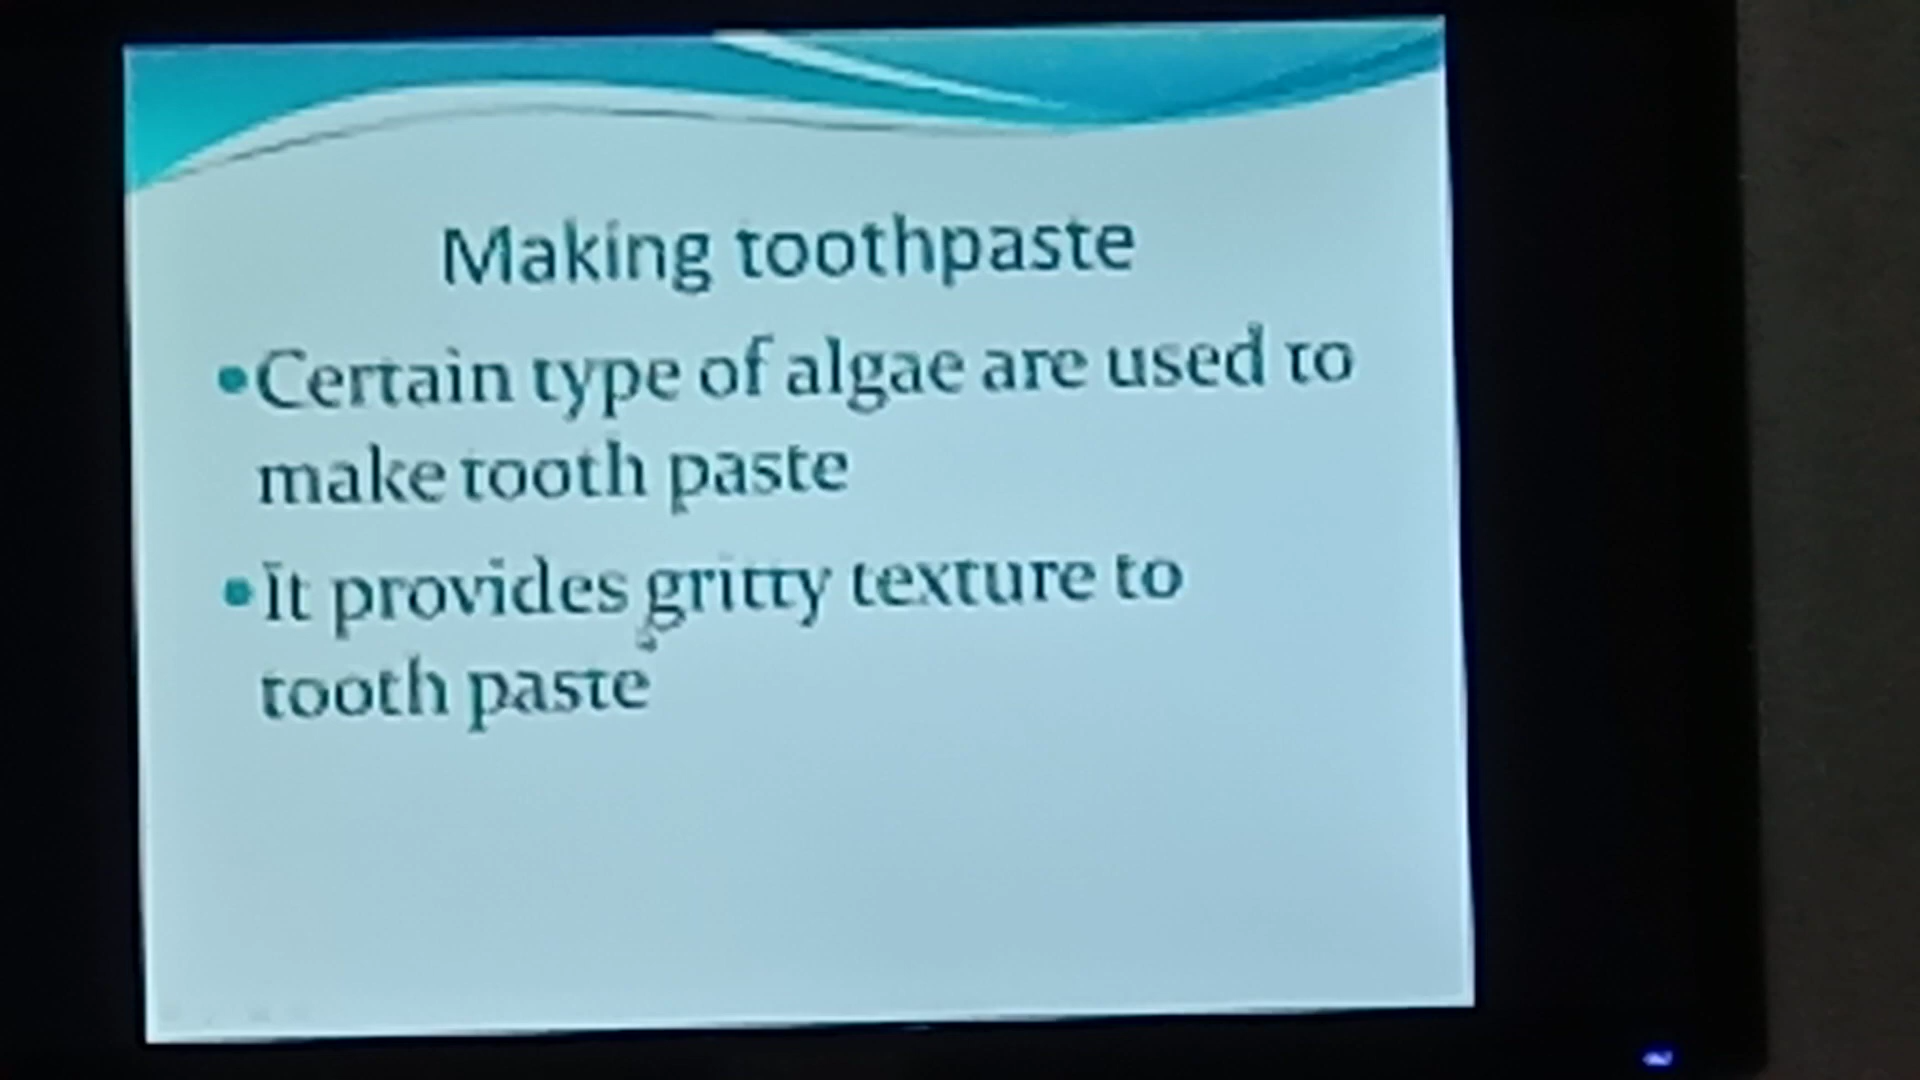 Making toothpaste
•Certain type of algae are used to
make tooth paste
•It provides gritty texture to
tooth paste